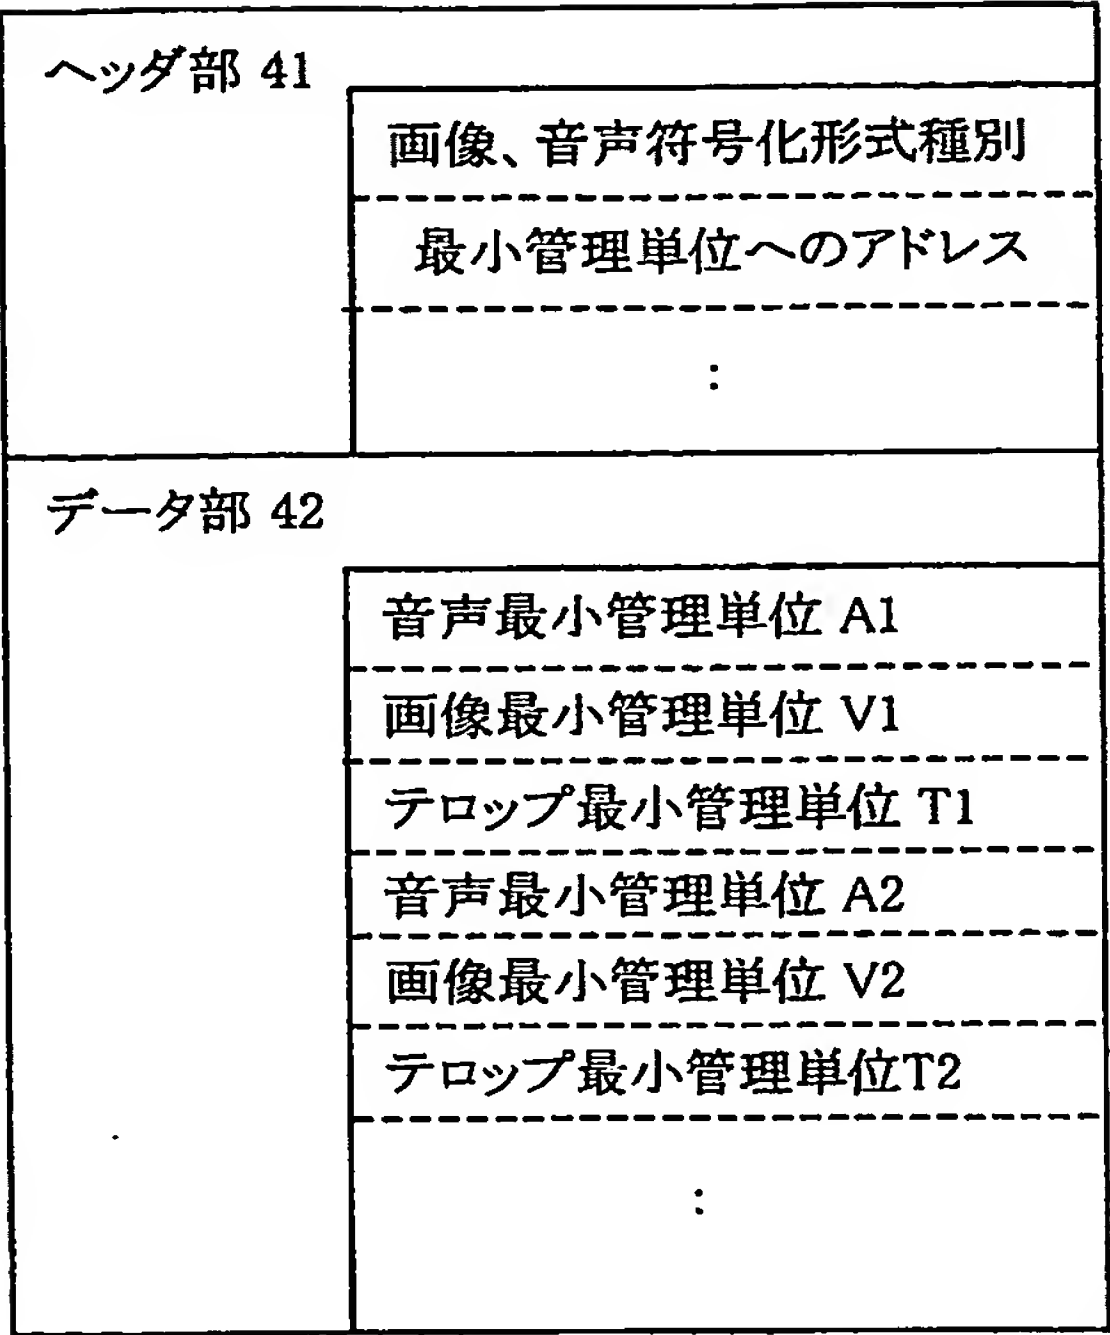 ヘッダ部 41
画像、音声符号化形式種別
最小管理単位へのアドレス
:
データ部 42
音声最小管理単位 A1
画像最小管理単位 V1
テロップ最小管理単位 T1
音声最小管理単位 A2
画像最小管理単位 V2
テロップ最小管理単位T2
: